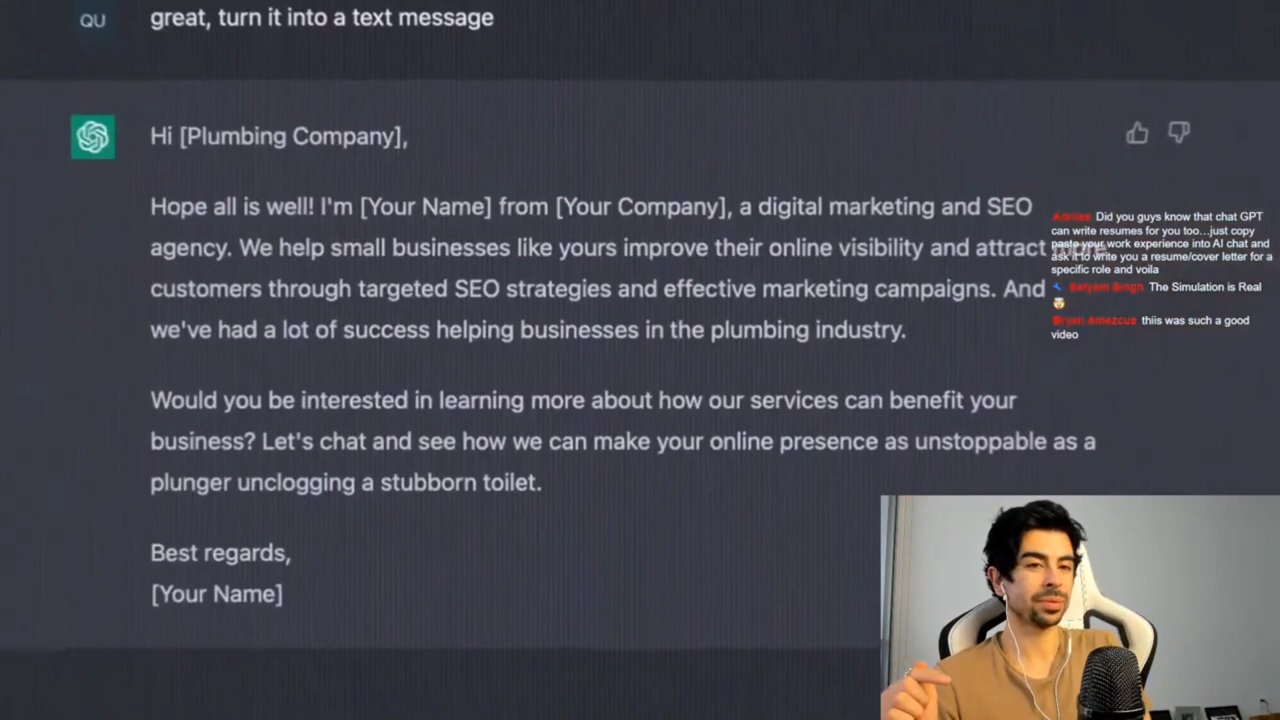 QU
great, turn it into a text message
Hi [Plumbing Company],
Hope all is well! I'm [Your Name] from [Your Company], a digital marketing and SEO
agency. We help small businesses like yours improve their online visibility and attract more
customers through targeted SEO strategies and effective marketing campaigns. And
we've had a lot of success helping businesses in the plumbing industry.
Would you be interested in learning more about how our services can benefit your
business? Let's chat and see how we can make your online presence as unstoppable as a
plunger unclogging a stubborn toilet.
Best regards,
[Your Name]
Did you guys know that chat GPT
can write resumes for you too...just copy
paste your work experience into AI chat and
ask it to write you a resume/cover letter for a
specific role and voila
Satyam Singh The Simulation is Real
Bryan Amezcua thiis was such a good
video